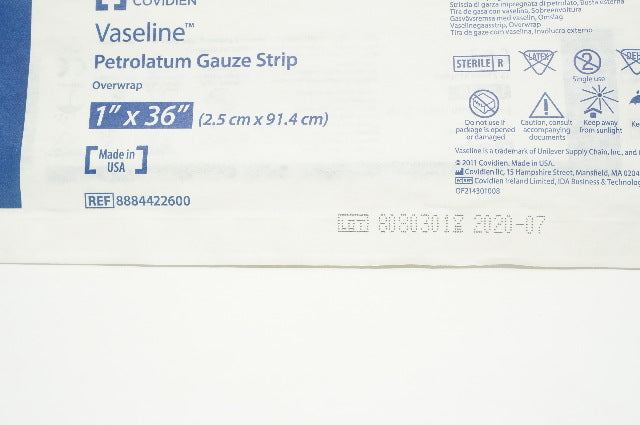 COVIDIEN
Vaseline™
Petrolatum Gauze Strip
Overwrap
1" x 36" (2.5 cm x 91.4 cm)
Made in
USA
REF 8884422600
Striscia di garza impregnata di petrolato, Busta esterna
Tira de gasa con vaselina, Sobreenvoltura
Gasvävsremsa med vaselin, Omslag
Vaselinegaasstrip, Overwrap
Tira de gaze com vaselina, Invólucro externo
STERILE R
LATEX
2
Single use
DEH
Do not use if
package is opened
or damaged
Caution, consult
accompanying
documents
Keep away
from sunlight
Ke
Vaseline is a trademark of Unilever Supply Chain, Inc., and
© 2011 Covidien. Made in USA.
Covidien llc, 15 Hampshire Street, Mansfield, MA 0204
Covidien Ireland Limited, IDA Business & Technolog
OF214301008
LOT 2020-07